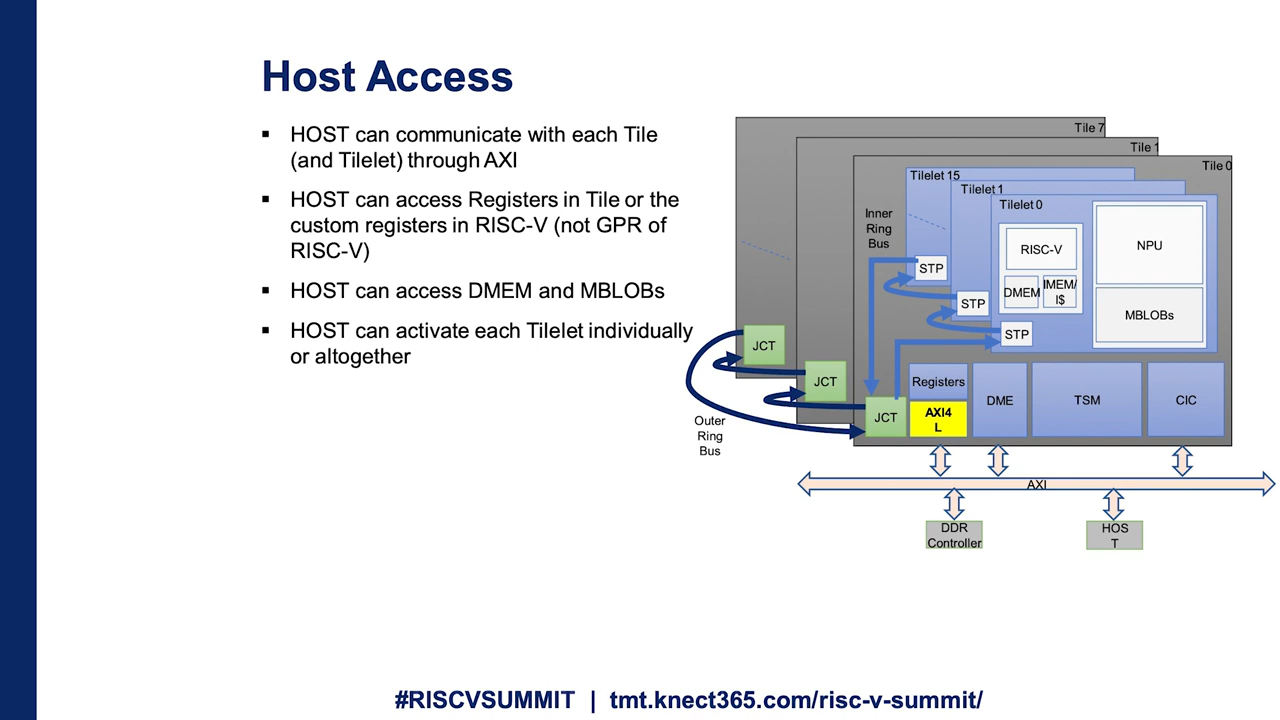 Host Access
▪ HOST can communicate with each Tile
(and Tilelet) through AXI
▪ HOST can access Registers in Tile or the
custom registers in RISC-V (not GPR of
RISC-V)
▪ HOST can access DMEM and MBLOBs
▪ HOST can activate each Tilelet individually
or altogether
Tile 7
Tile 1
Tile 0
Tilelet 15
Tilelet 1
Tilelet 0
Inner
Ring
Bus
RISC-V
NPU
STP
DMEM
IMEM/
I$
STP
MBLOBs
STP
JCT
JCT
Registers
DME
TSM
CIC
JCT
AXI4
L
Outer
Ring
Bus
AXI
DDR
Controller
HOS
T
#RISCVSUMMIT | tmt.knect365.com/risc-v-summit/